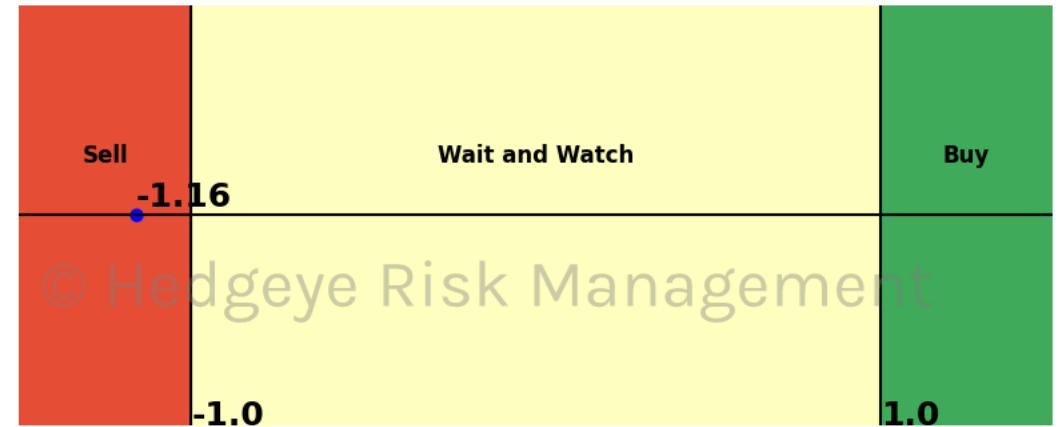 Sell
Wait and Watch
Buy
-1.16
© Hedgeye Risk Management
-1.0
1.0